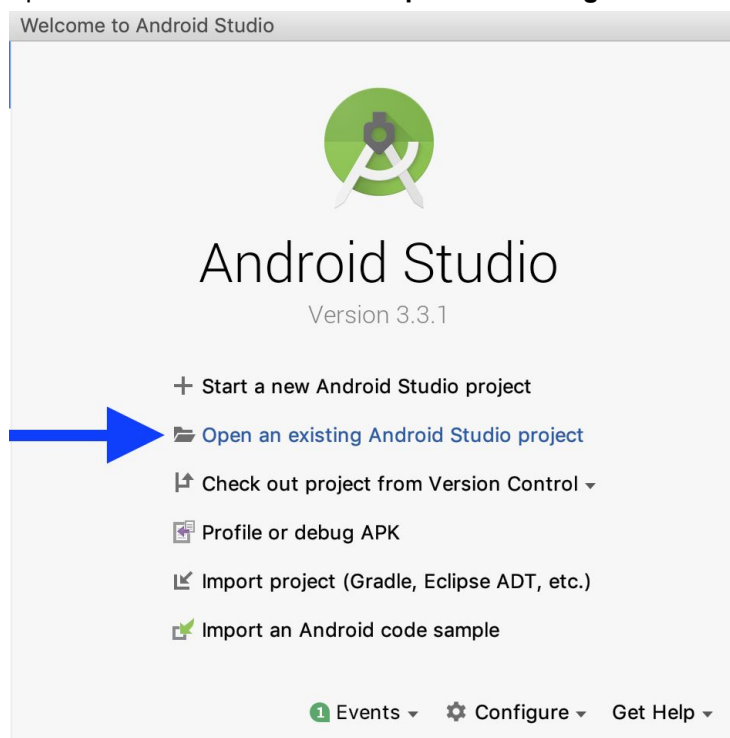 Welcome to Android Studio
Android Studio
Version 3.3.1
Start a new Android Studio project
Open an existing Android Studio project
Check out project from Version Control
Profile or debug APK
Import project (Gradle, Eclipse ADT, etc.)
Import an Android code sample
1 Events Configure Get Help